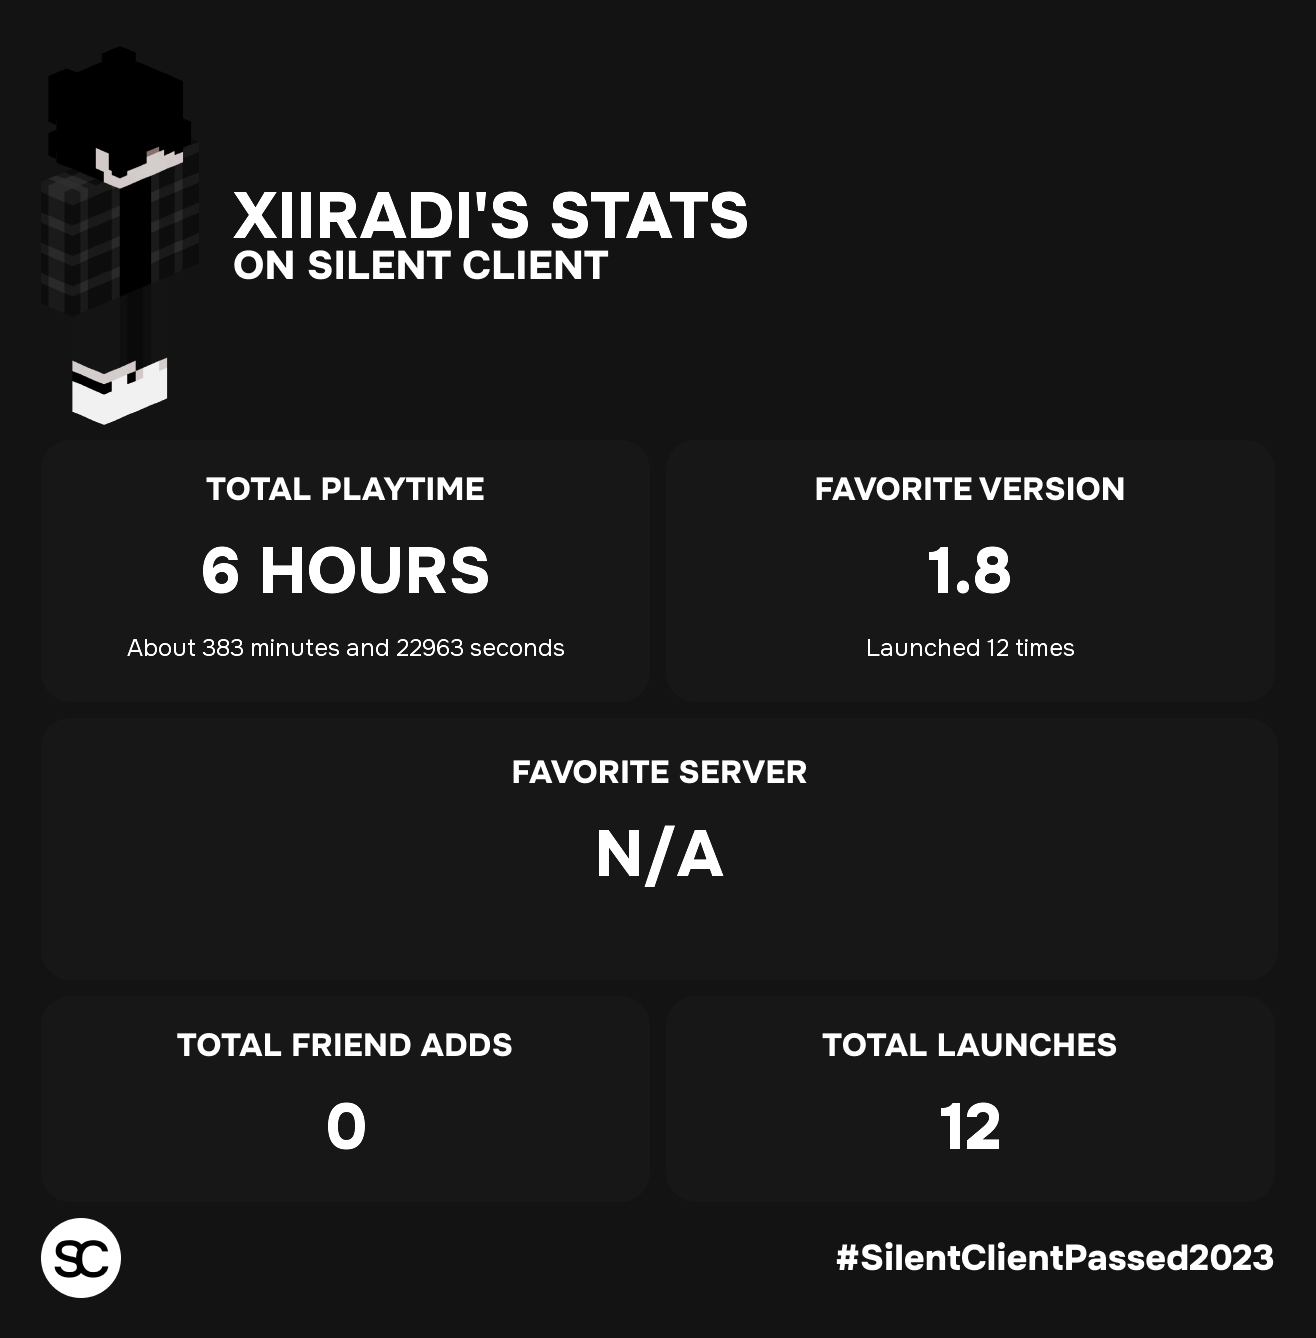 XIIRADI'S STATS
ON SILENT CLIENT
TOTAL PLAYTIME
6 HOURS
About 383 minutes and 22963 seconds
FAVORITE VERSION
1.8
Launched 12 times
FAVORITE SERVER
N/A
TOTAL FRIEND ADDS
0
TOTAL LAUNCHES
12
SC
#SilentClientPassed2023